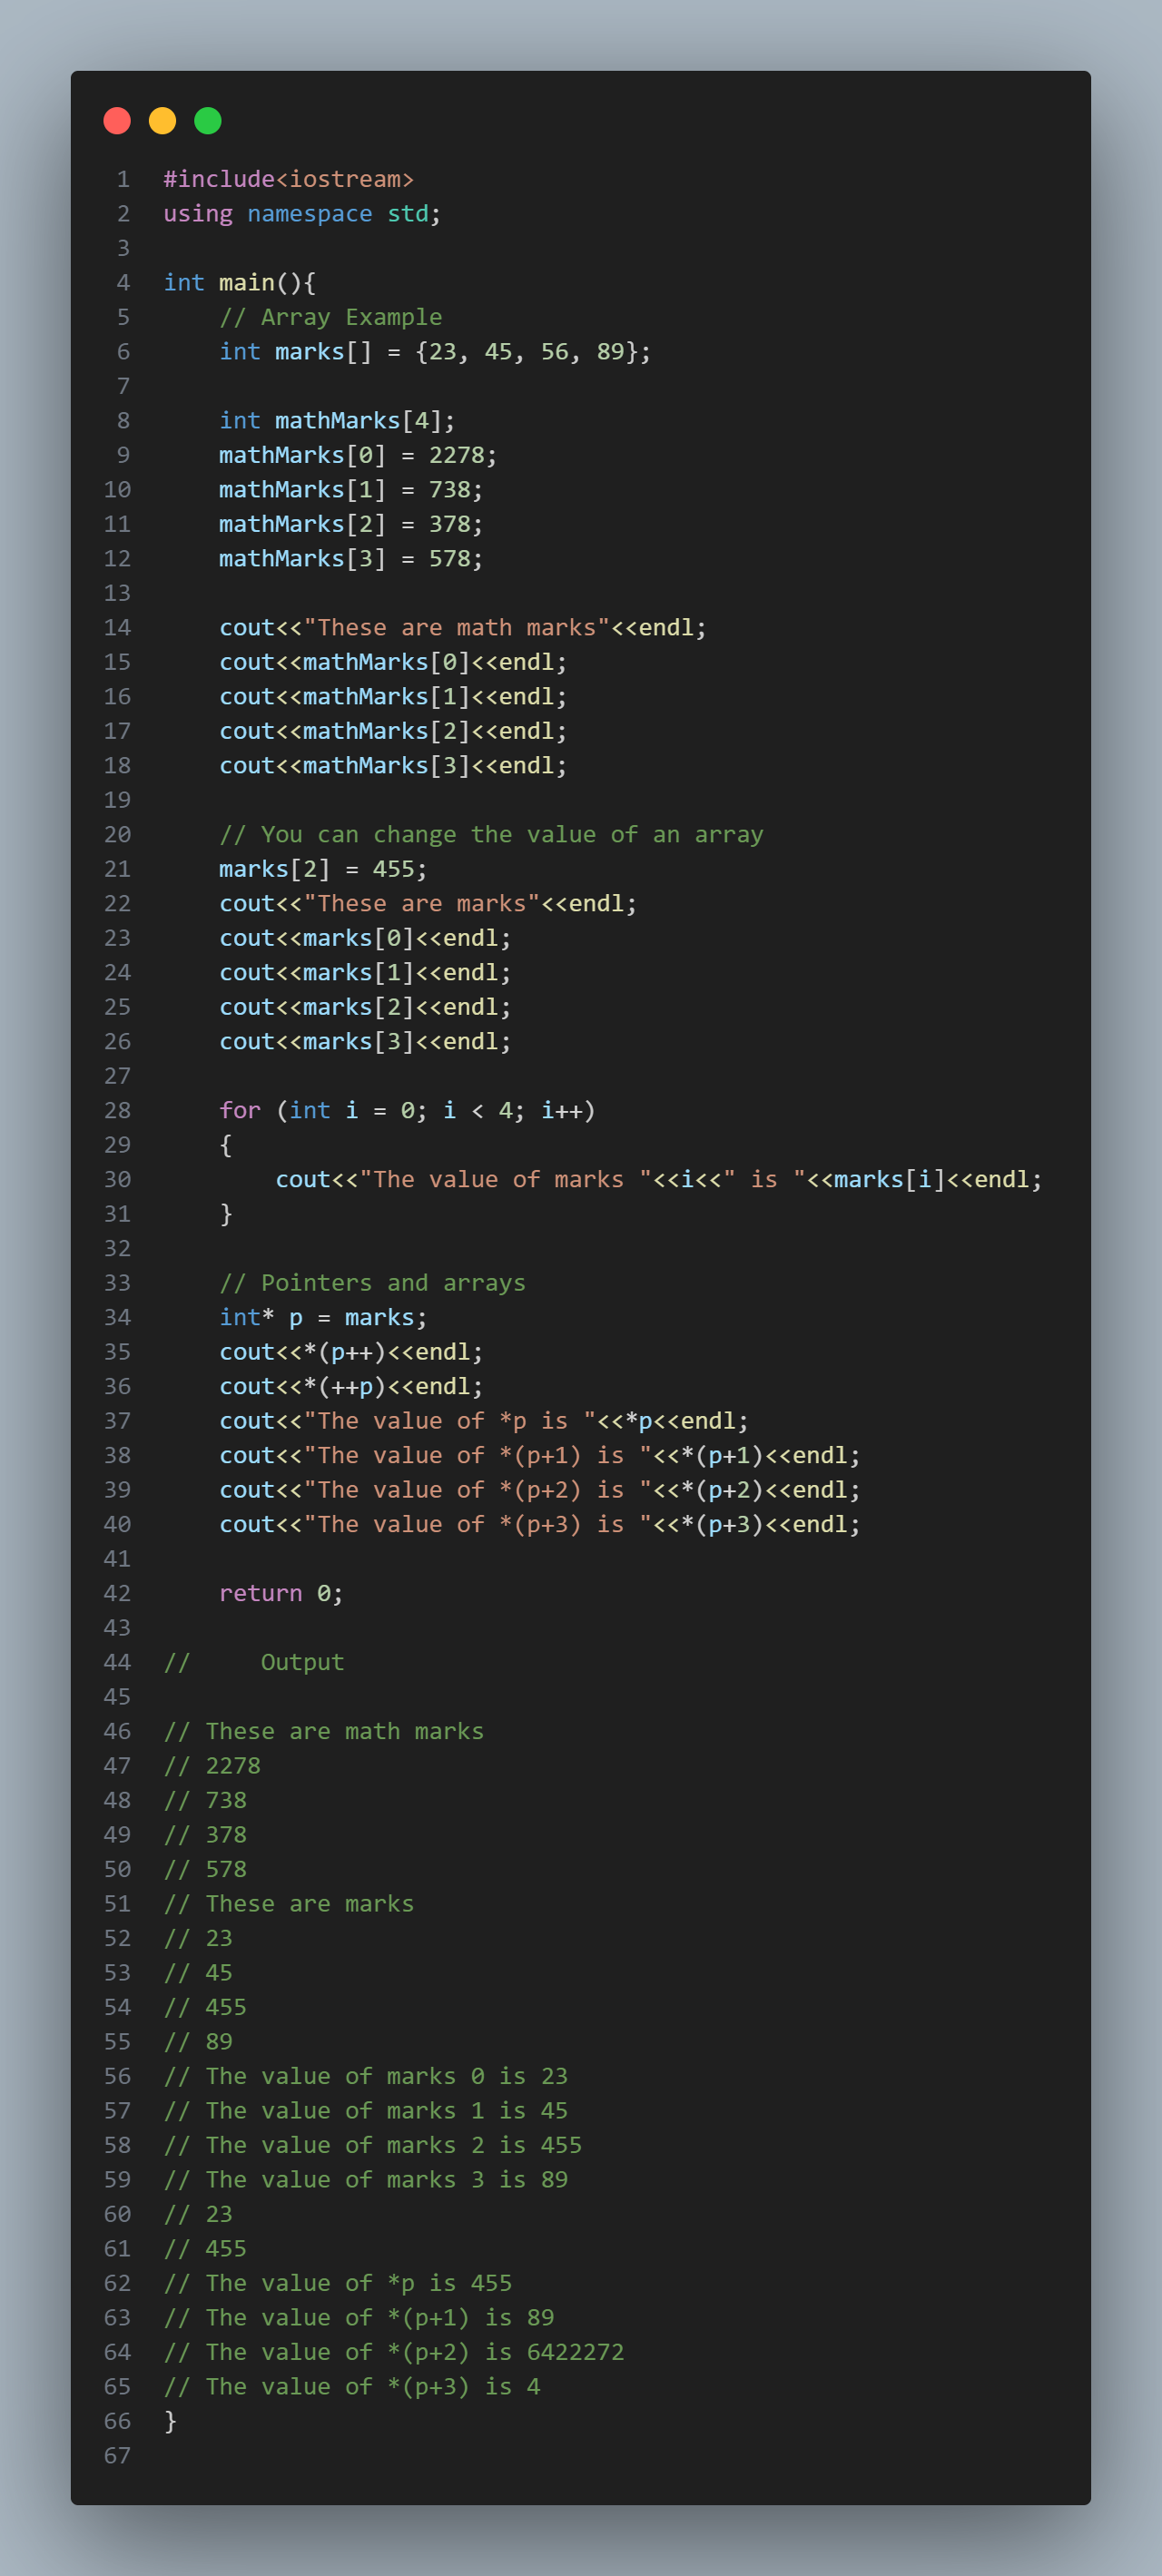 1 #include<iostream>
2 using namespace std;
3
4 int main(){
5     // Array Example
6     int marks[] = {23, 45, 56, 89};
7
8     int mathMarks[4];
9     mathMarks[0] = 2278;
10     mathMarks[1] = 738;
11     mathMarks[2] = 378;
12     mathMarks[3] = 578;
13
14     cout<<"These are math marks"<<endl;
15     cout<<mathMarks[0]<<endl;
16     cout<<mathMarks[1]<<endl;
17     cout<<mathMarks[2]<<endl;
18     cout<<mathMarks[3]<<endl;
19
20     // You can change the value of an array
21     marks[2] = 455;
22     cout<<"These are marks"<<endl;
23     cout<<marks[0]<<endl;
24     cout<<marks[1]<<endl;
25     cout<<marks[2]<<endl;
26     cout<<marks[3]<<endl;
27
28     for (int i = 0; i < 4; i++)
29     {
30         cout<<"The value of marks "<<i<<" is "<<marks[i]<<endl;
31     }
32
33     // Pointers and arrays
34     int* p = marks;
35     cout<<*(p++)<<endl;
36     cout<<*(++p)<<endl;
37     cout<<"The value of *p is "<<*p<<endl;
38     cout<<"The value of *(p+1) is "<<*(p+1)<<endl;
39     cout<<"The value of *(p+2) is "<<*(p+2)<<endl;
40     cout<<"The value of *(p+3) is "<<*(p+3)<<endl;
41
42     return 0;
43
44 //     Output
45
46 // These are math marks
47 // 2278
48 // 738
49 // 378
50 // 578
51 // These are marks
52 // 23
53 // 45
54 // 455
55 // 89
56 // The value of marks 0 is 23
57 // The value of marks 1 is 45
58 // The value of marks 2 is 455
59 // The value of marks 3 is 89
60 // 23
61 // 455
62 // The value of *p is 455
63 // The value of *(p+1) is 89
64 // The value of *(p+2) is 6422272
65 // The value of *(p+3) is 4
66 }
67